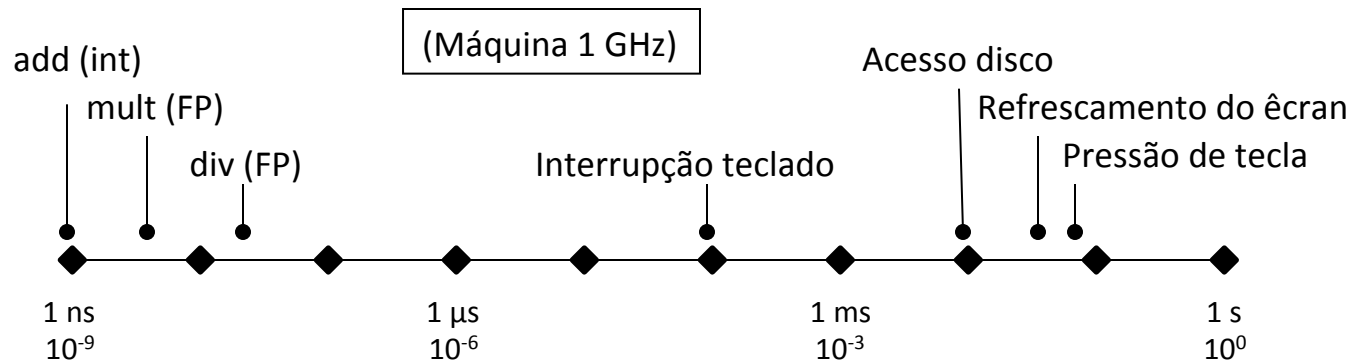 (Máquina 1 GHz)
add (int)
mult (FP)
div (FP)
Interrupção teclado
Acesso disco
Refrescamento do êcran
Pressão de tecla
1 ns
10⁻⁹
1 μs
10⁻⁶
1 ms
10⁻³
1 s
10⁰